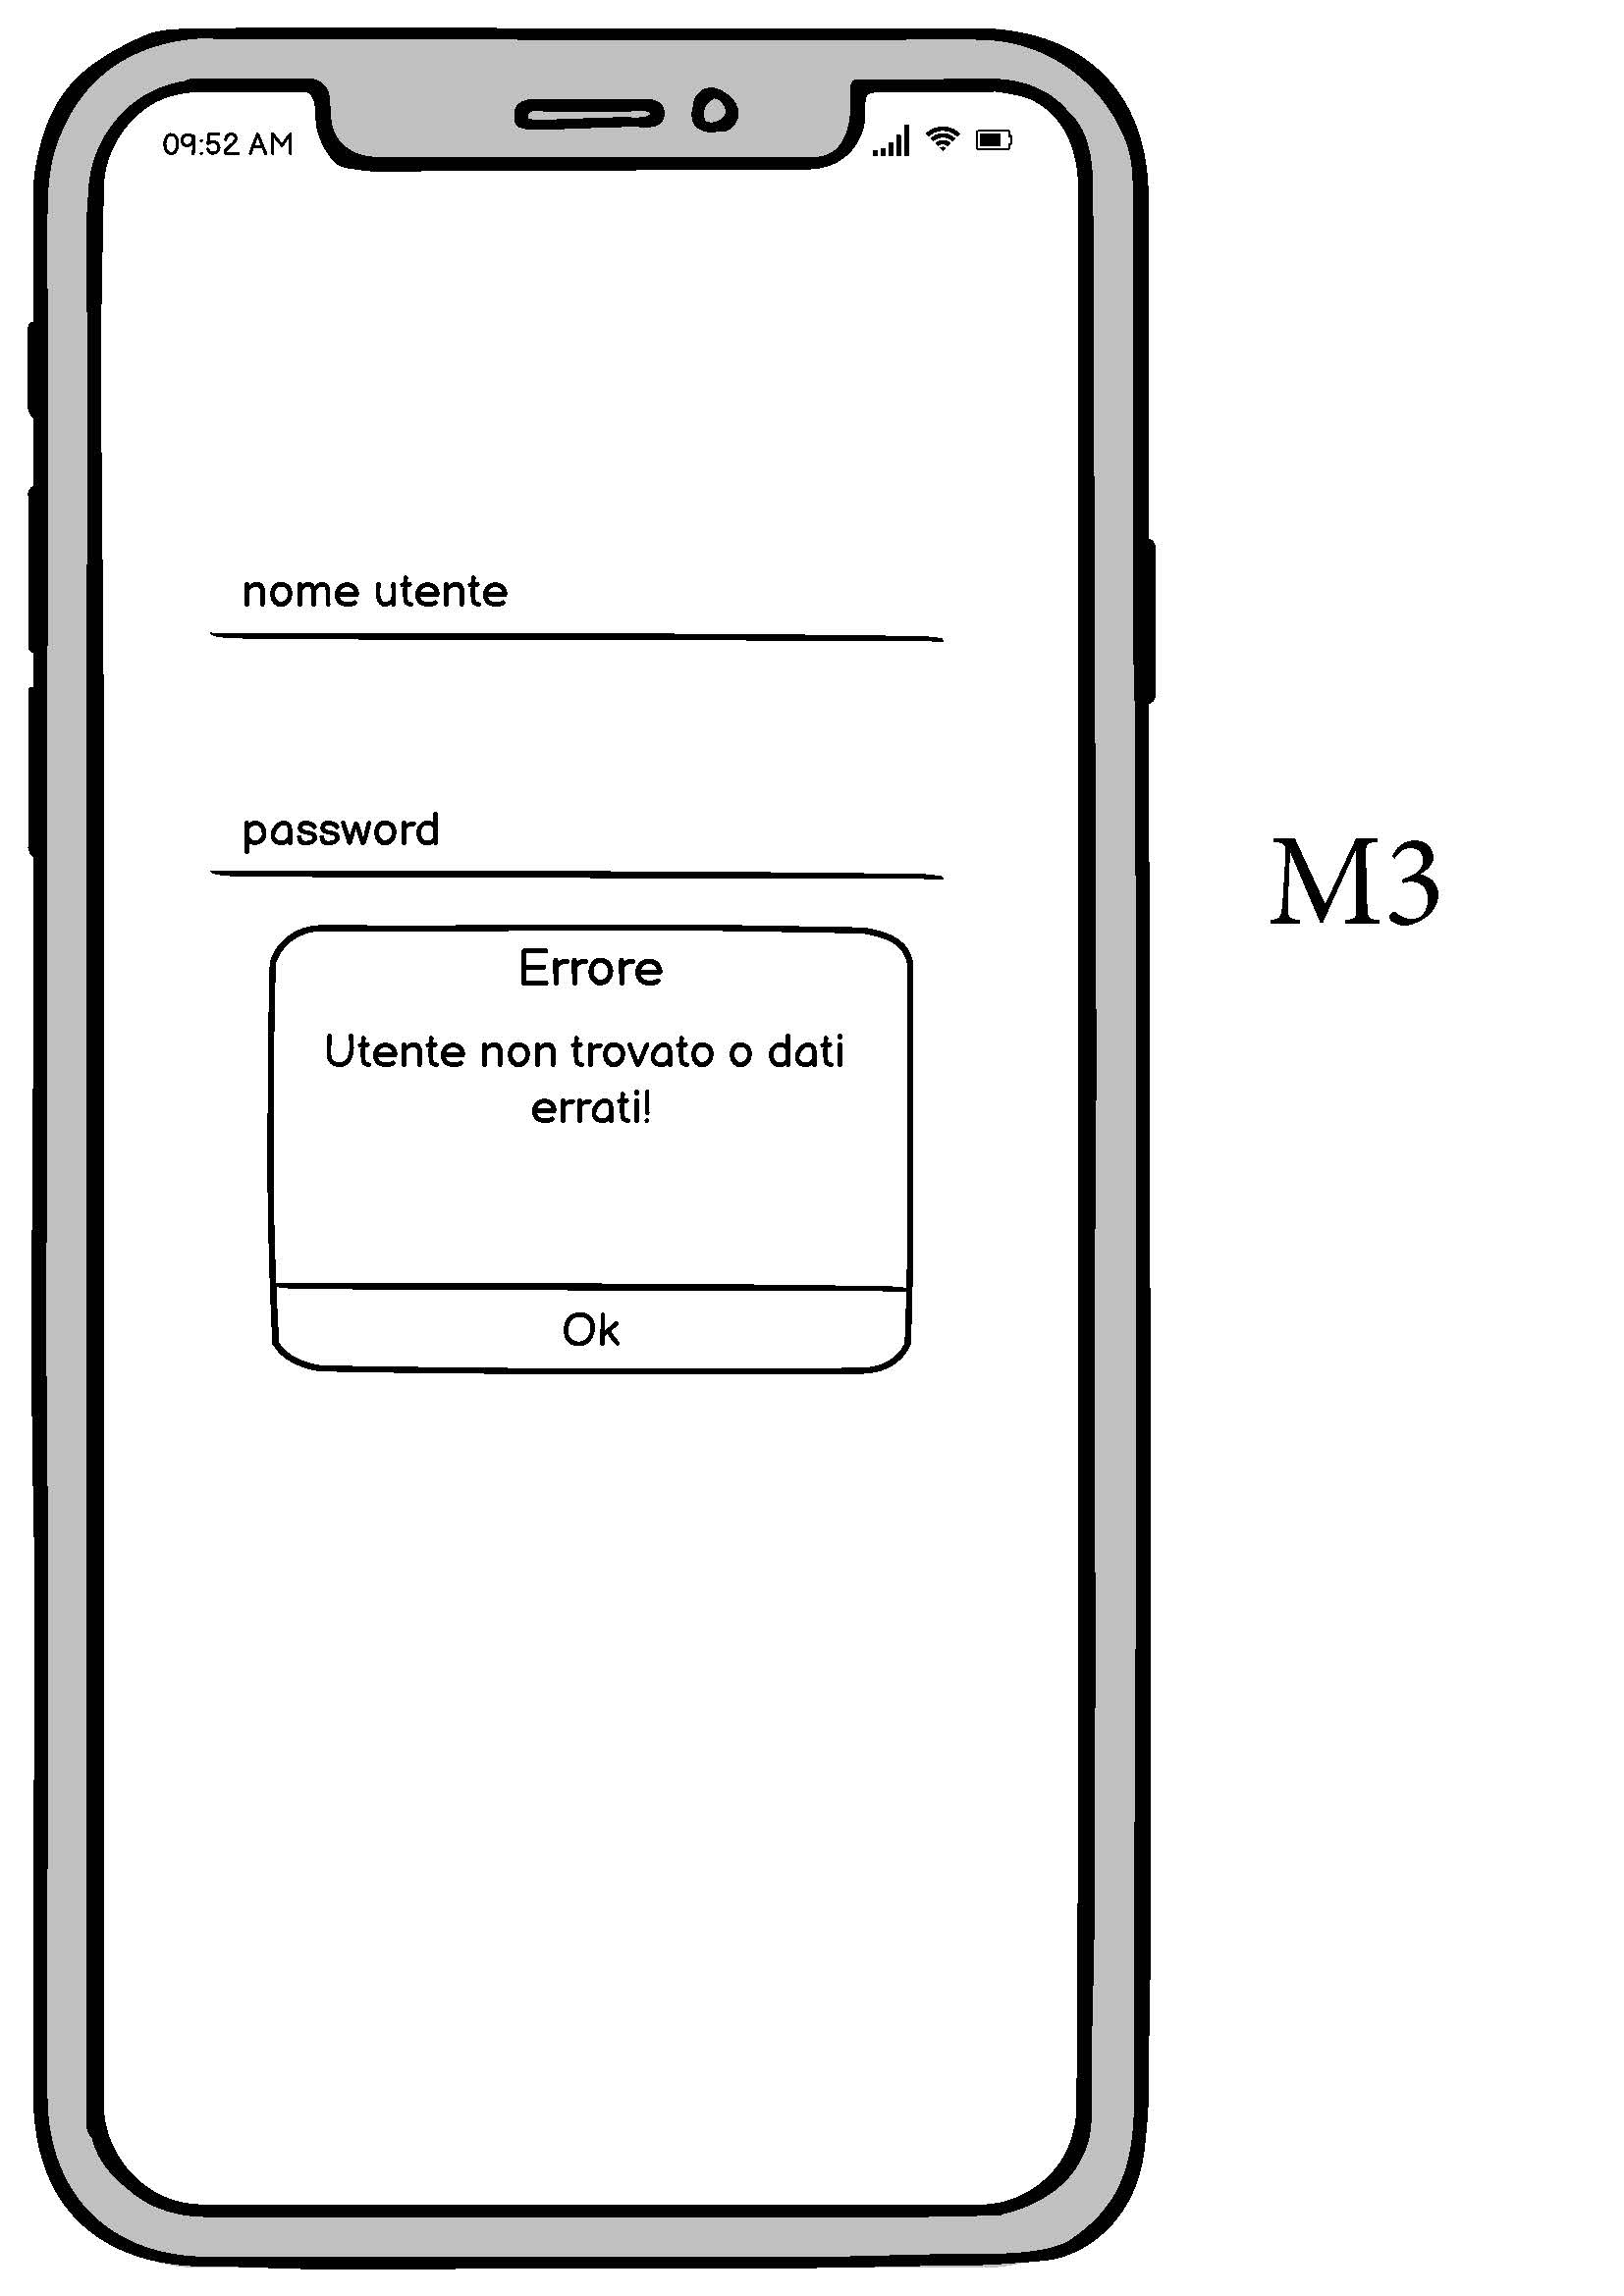 09:52 AM
nome utente
password
M3
Errore
Utente non trovato o dati
errati!
Ok